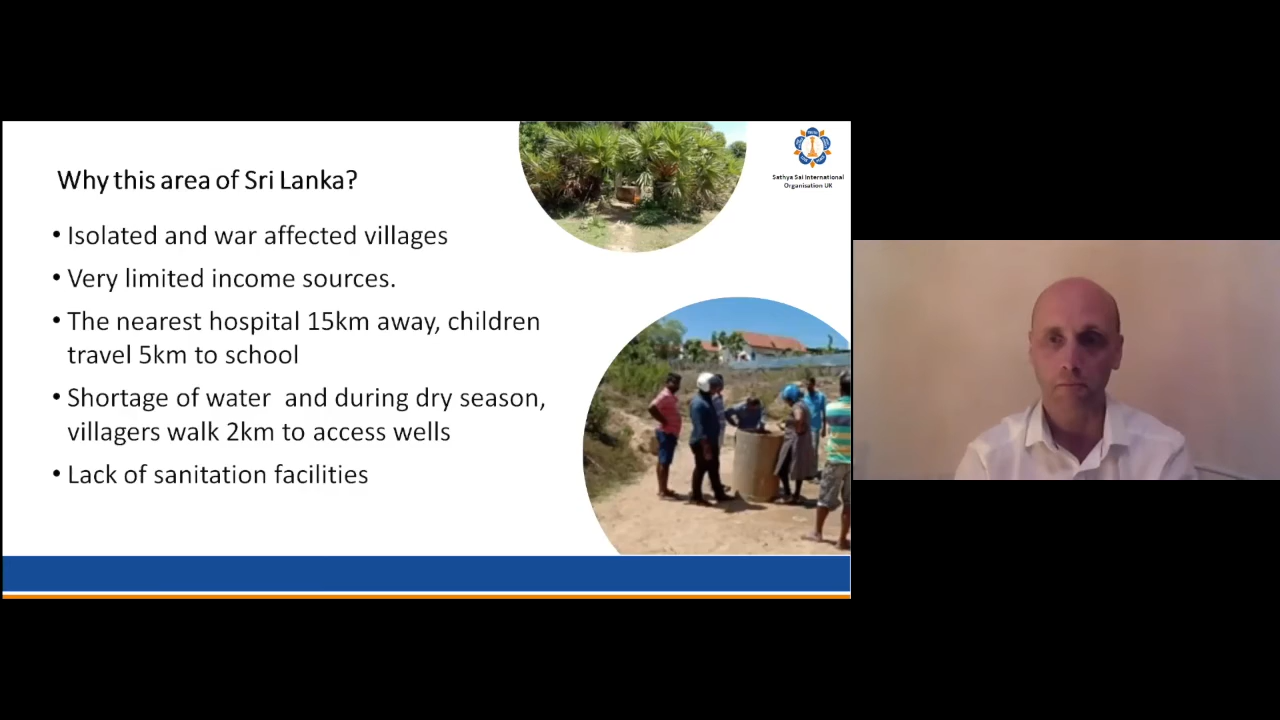 Why this area of Sri Lanka?
• Isolated and war affected villages
• Very limited income sources.
• The nearest hospital 15km away, children
travel 5km to school
• Shortage of water  and during dry season,
villagers walk 2km to access wells
• Lack of sanitation facilities
Sathya Sai International
Organisation UK